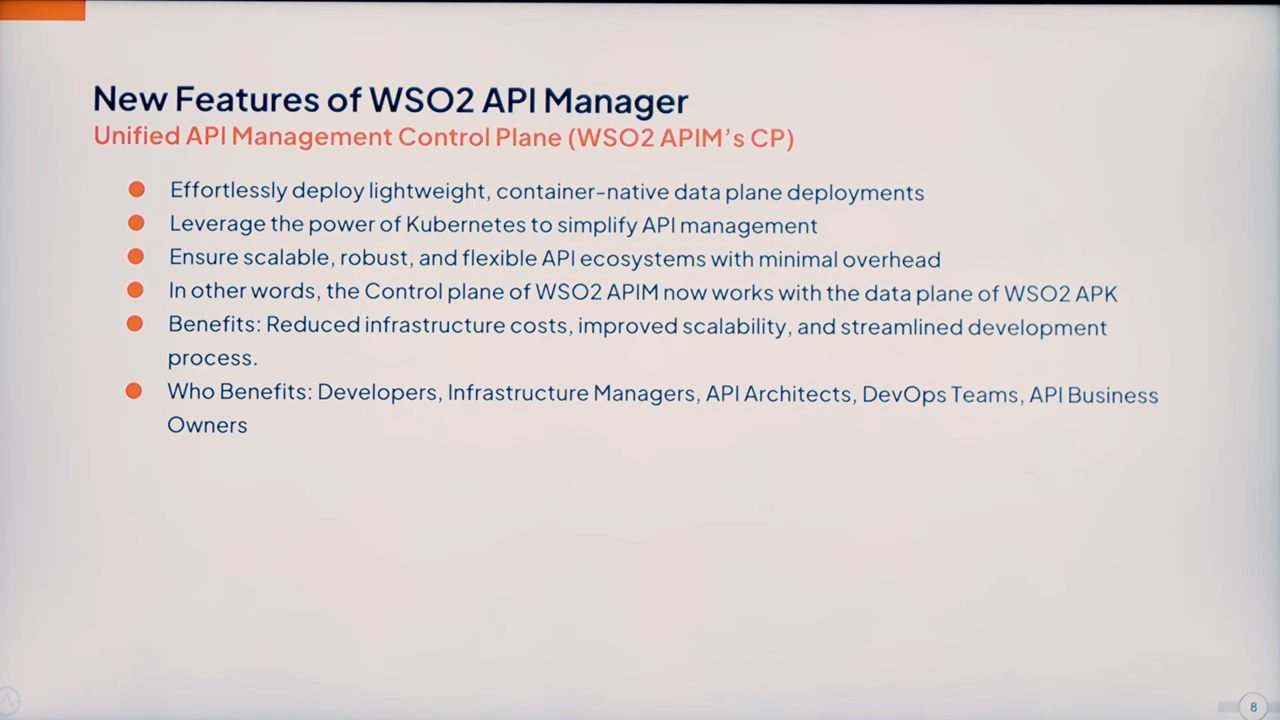 New Features of WSO2 API Manager
Unified API Management Control Plane (WSO2 APIM's CP)
Effortlessly deploy lightweight, container-native data plane deployments
Leverage the power of Kubernetes to simplify API management
Ensure scalable, robust, and flexible API ecosystems with minimal overhead
In other words, the Control plane of WSO2 APIM now works with the data plane of WSO2 APK
Benefits: Reduced infrastructure costs, improved scalability, and streamlined development
process.
Who Benefits: Developers, Infrastructure Managers, API Architects, DevOps Teams, API Business
Owners
8